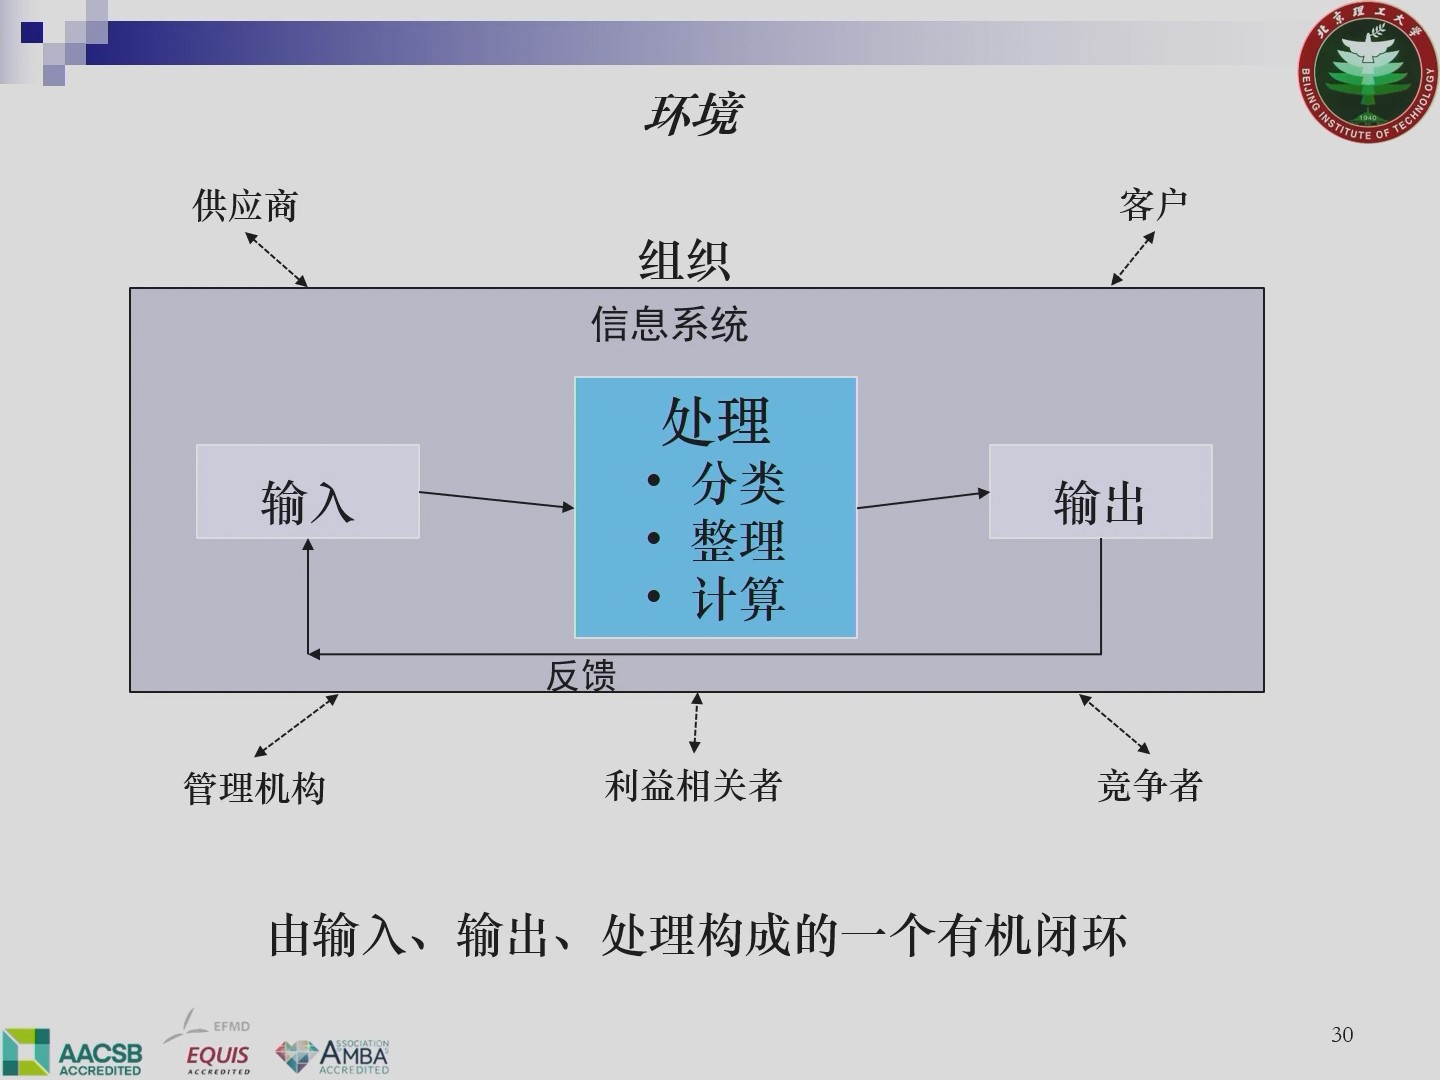 北京理工大学
BEIJING INSTITUTE OF TECHNOLOGY
1940
环境
供应商
客户
组织
信息系统
处理
• 分类
• 整理
• 计算
输入
输出
反馈
管理机构
利益相关者
竞争者
由输入、输出、处理构成的一个有机闭环
AACSB
ACCREDITED
EFMD
EQUIS
ACCREDITED
ASSOCIATION
AMBA
ACCREDITED
30